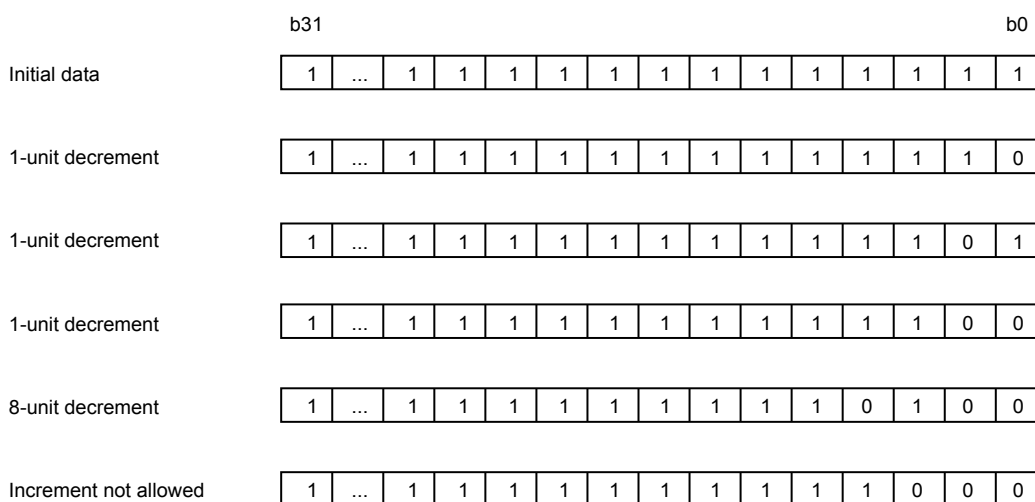 b31 b0
Initial data 1 ... 1 1 1 1 1 1 1 1 1 1 1 1 1
1-unit decrement 1 ... 1 1 1 1 1 1 1 1 1 1 1 1 0
1-unit decrement 1 ... 1 1 1 1 1 1 1 1 1 1 1 0 1
1-unit decrement 1 ... 1 1 1 1 1 1 1 1 1 1 1 0 0
8-unit decrement 1 ... 1 1 1 1 1 1 1 1 1 0 1 0 0
Increment not allowed 1 ... 1 1 1 1 1 1 1 1 1 1 0 0 0